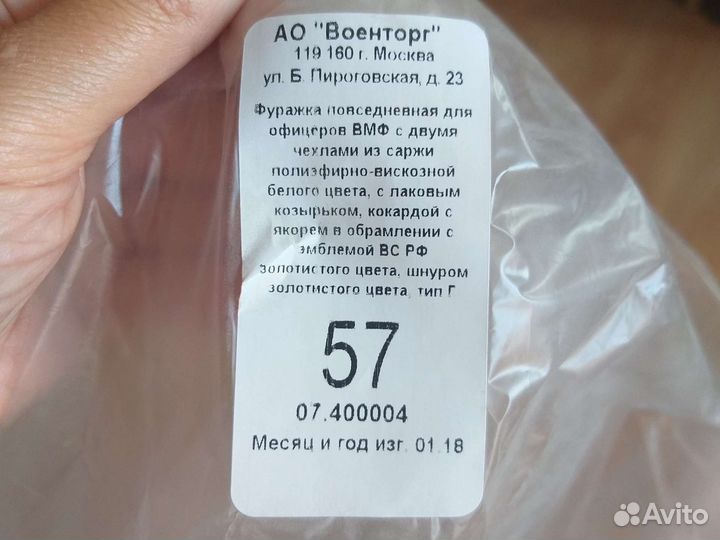 АО "Военторг"
119 160 г. Москва
ул. Б. Пироговская, д. 23
Фуражка повседневная для
офицеров ВМФ с двумя
чехлами из саржи
полиэфирно-вискозной
белого цвета, с лаковым
козырьком, кокардой с
якорем в обрамлении с
эмблемой ВС РФ
золотистого цвета, шнуром
золотистого цвета, тип Г
57
07.400004
Месяц и год изг. 01.18
Avito